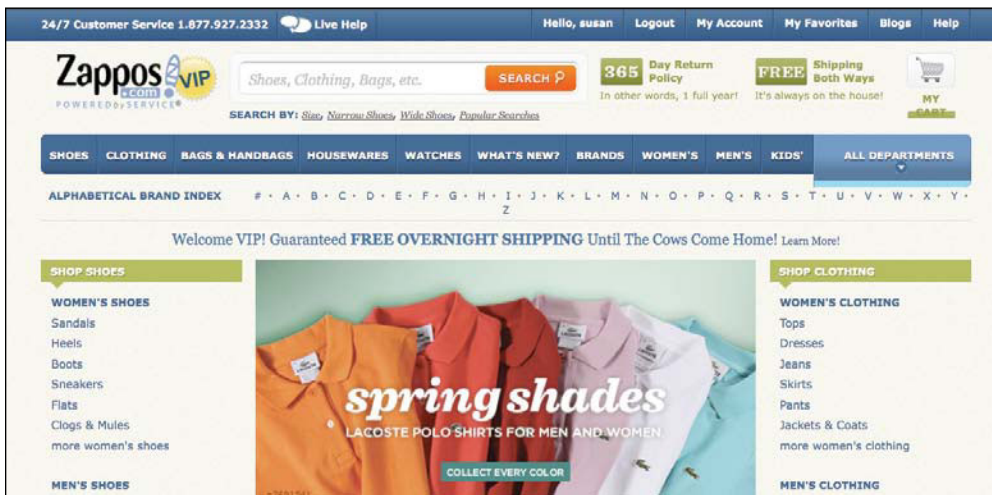 24/7 Customer Service 1.877.927.2332 Live Help Hello, susan Logout My Account My Favorites Blogs Help
Zappos
.com
VIP
POWERED by SERVICE®
Shoes, Clothing, Bags, etc.
SEARCH
SEARCH BY: Size, Narrow Shoes, Wide Shoes, Popular Searches
365 Day Return Policy
In other words, 1 full year!
FREE Shipping Both Ways
It's always on the house!
MY
CART
SHOES CLOTHING BAGS & HANDBAGS HOUSEWARES WATCHES WHAT'S NEW? BRANDS WOMEN'S MEN'S KIDS' ALL DEPARTMENTS
ALPHABETICAL BRAND INDEX # • A • B • C • D • E • F • G • H • I • J • K • L • M • N • O • P • Q • R • S • T • U • V • W • X • Y •
Z
Welcome VIP! Guaranteed FREE OVERNIGHT SHIPPING Until The Cows Come Home! Learn More!
SHOP SHOES
WOMEN'S SHOES
Sandals
Heels
Boots
Sneakers
Flats
Clogs & Mules
more women's shoes
MEN'S SHOES
spring shades
LACOSTE POLO SHIRTS FOR MEN AND WOMEN
COLLECT EVERY COLOR
SHOP CLOTHING
WOMEN'S CLOTHING
Tops
Dresses
Jeans
Skirts
Pants
Jackets & Coats
more women's clothing
MEN'S CLOTHING